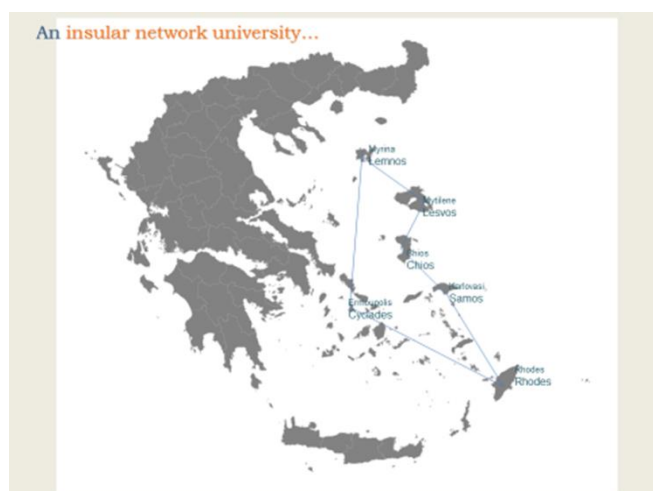 An insular network university...
Myrina
Lemnos
Mytilene
Lesvos
Chios
Chios
Karlovasi,
Samos
Ermoupolis
Cyclades
Rhodes
Rhodes